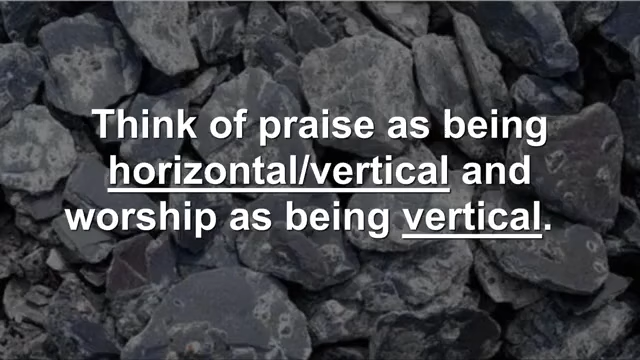 Think of praise as being
horizontal/vertical and
worship as being vertical.